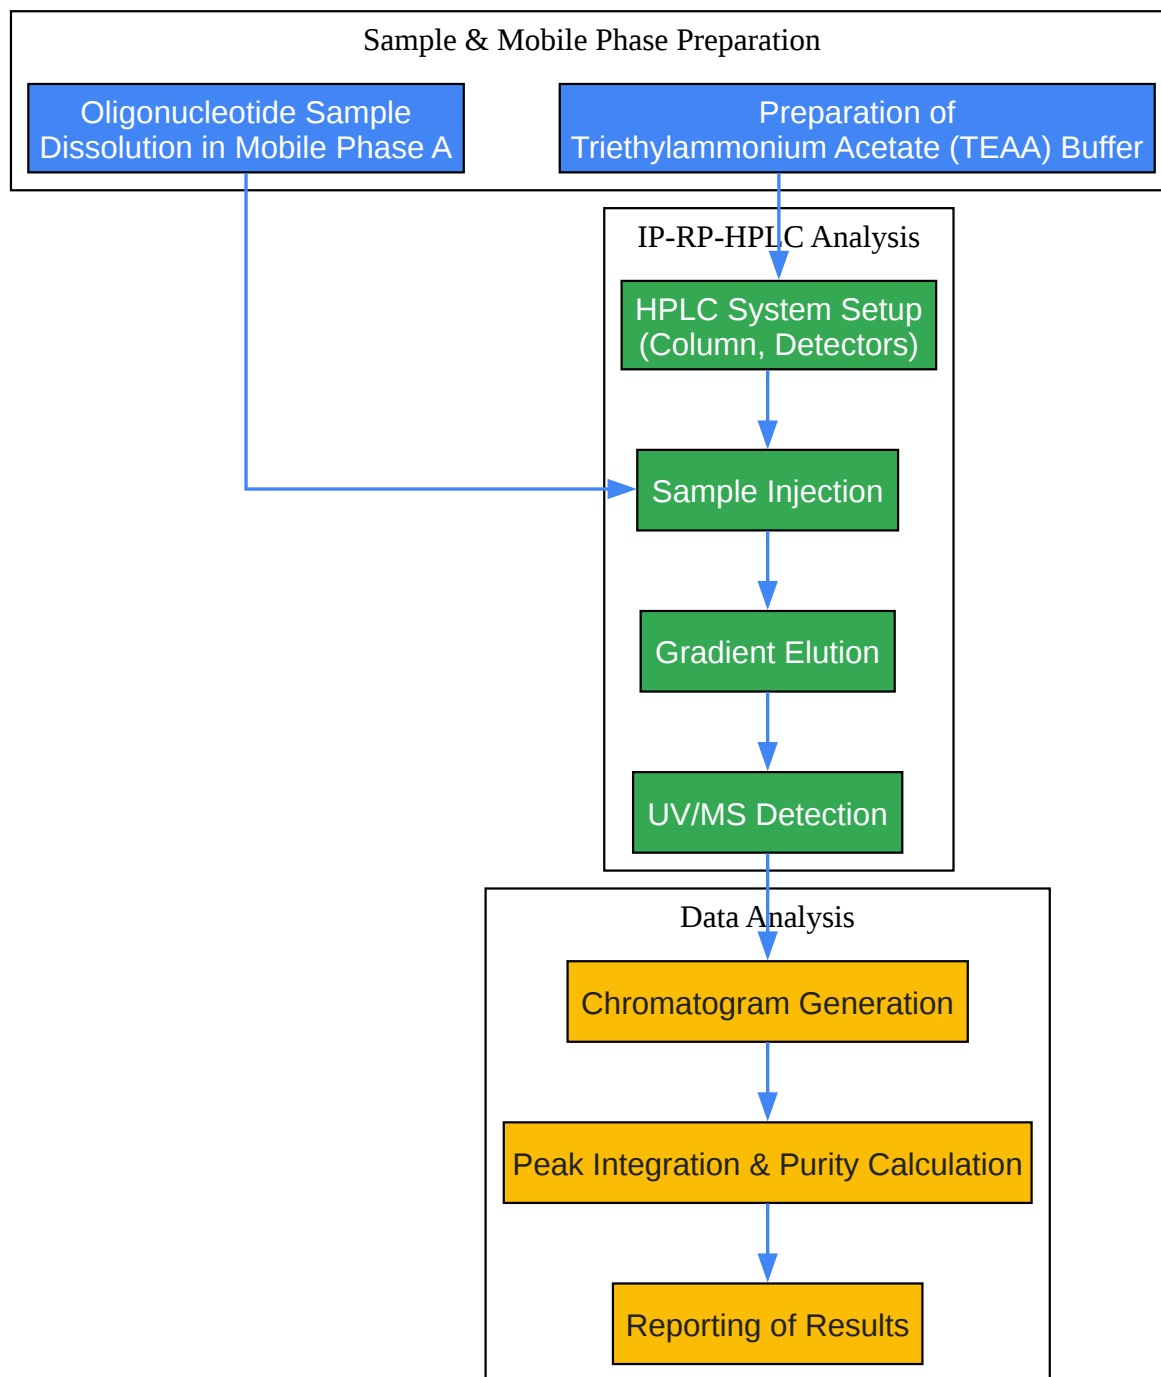 Sample & Mobile Phase Preparation
Oligonucleotide Sample
Dissolution in Mobile Phase A
Preparation of
Triethylammonium Acetate (TEAA) Buffer
IP-RP-HPLC Analysis
HPLC System Setup
(Column, Detectors)
Sample Injection
Gradient Elution
UV/MS Detection
Data Analysis
Chromatogram Generation
Peak Integration & Purity Calculation
Reporting of Results